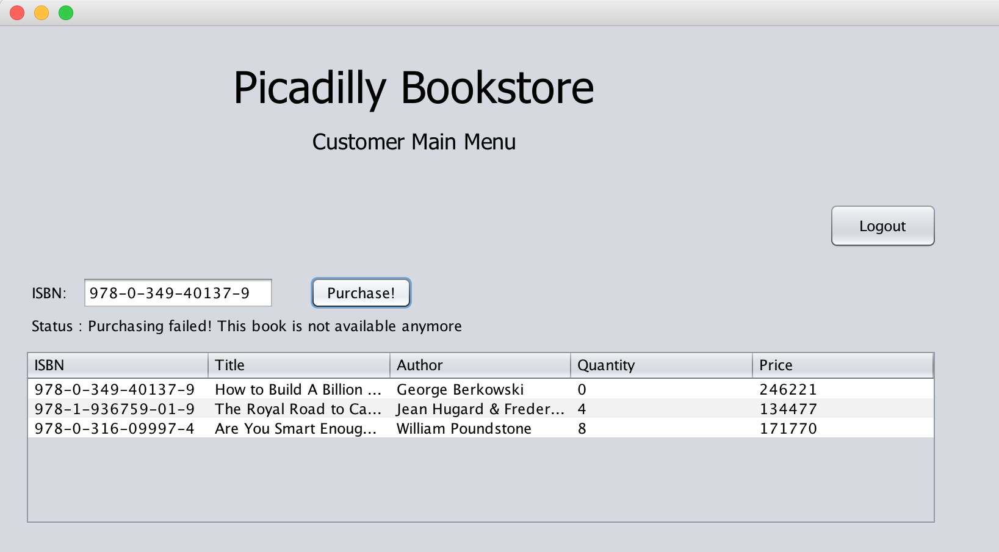 Picadilly Bookstore
Customer Main Menu
Logout
ISBN: 978-0-349-40137-9 Purchase!
Status : Purchasing failed! This book is not available anymore
ISBN Title Author Quantity Price
978-0-349-40137-9 How to Build A Billion ... George Berkowski 0 246221
978-1-936759-01-9 The Royal Road to Ca... Jean Hugard & Freder... 4 134477
978-0-316-09997-4 Are You Smart Enoug... William Poundstone 8 171770